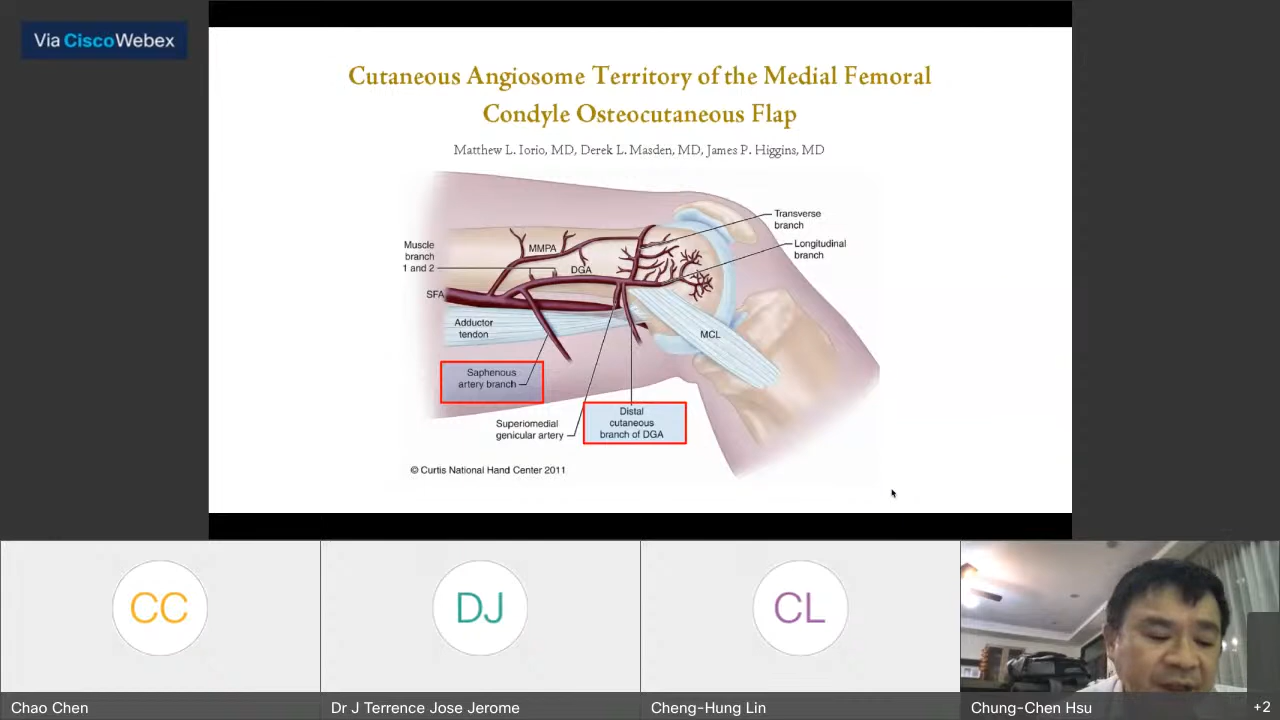 Via Cisco Webex
Cutaneous Angiosome Territory of the Medial Femoral
Condyle Osteocutaneous Flap
Matthew L. Iorio, MD, Derek L. Masden, MD, James P. Higgins, MD
Transverse
branch
Longitudinal
branch
Muscle
branch
1 and 2
MMPA
DGA
SFA
Adductor
tendon
MCL
Saphenous
artery branch
Distal
cutaneous
branch of DGA
Superiomedial
genicular artery
© Curtis National Hand Center 2011
CC
DJ
CL
Chao Chen
Dr J Terrence Jose Jerome
Cheng-Hung Lin
Chung-Chen Hsu
+2